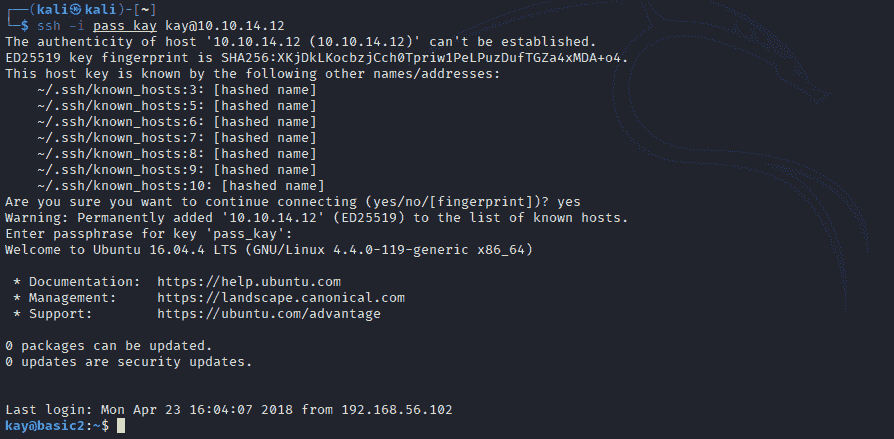 ┌──(kali㉿kali)-[~]
└─$ ssh -i pass_kay kay@10.10.14.12
The authenticity of host '10.10.14.12 (10.10.14.12)' can't be established.
ED25519 key fingerprint is SHA256:XKjDkLKocbzjCch0Tpriw1PeLPuzDufTGZa4xMDA+o4.
This host key is known by the following other names/addresses:
    ~/.ssh/known_hosts:3: [hashed name]
    ~/.ssh/known_hosts:5: [hashed name]
    ~/.ssh/known_hosts:6: [hashed name]
    ~/.ssh/known_hosts:7: [hashed name]
    ~/.ssh/known_hosts:8: [hashed name]
    ~/.ssh/known_hosts:9: [hashed name]
    ~/.ssh/known_hosts:10: [hashed name]
Are you sure you want to continue connecting (yes/no/[fingerprint])? yes
Warning: Permanently added '10.10.14.12' (ED25519) to the list of known hosts.
Enter passphrase for key 'pass_kay':
Welcome to Ubuntu 16.04.4 LTS (GNU/Linux 4.4.0-119-generic x86_64)

 * Documentation:  https://help.ubuntu.com
 * Management:     https://landscape.canonical.com
 * Support:        https://ubuntu.com/advantage

0 packages can be updated.
0 updates are security updates.


Last login: Mon Apr 23 16:04:07 2018 from 192.168.56.102
kay@basic2:~$